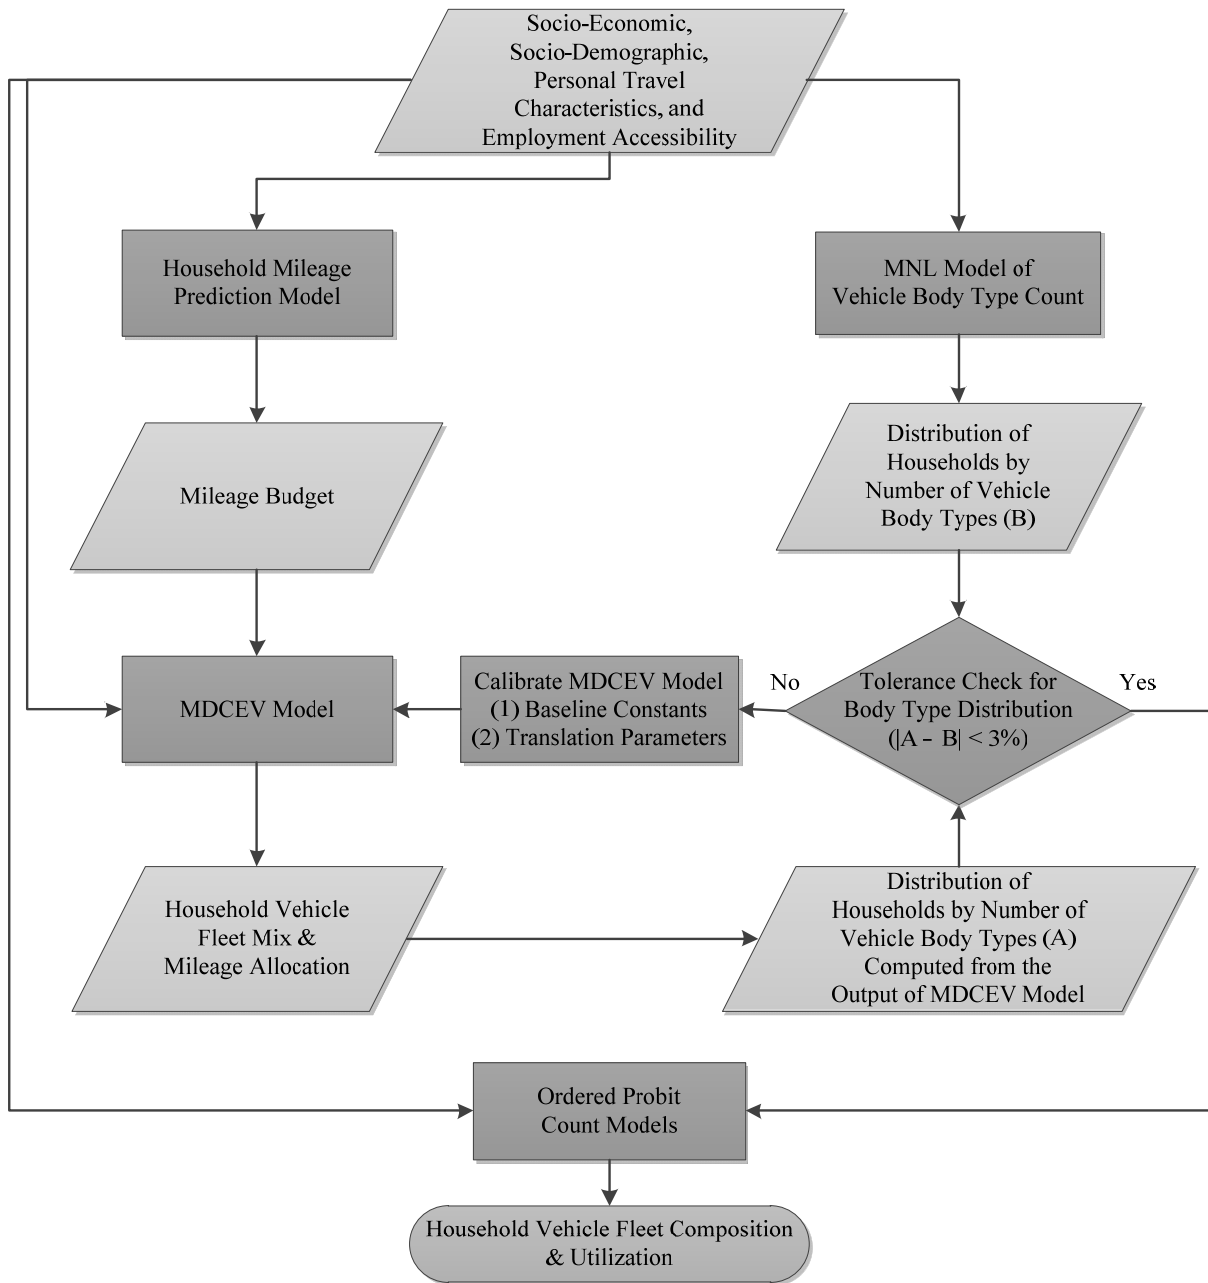 Socio-Economic,
Socio-Demographic,
Personal Travel
Characteristics, and
Employment Accessibility
Household Mileage
Prediction Model
MNL Model of
Vehicle Body Type Count
Mileage Budget
Distribution of
Households by
Number of Vehicle
Body Types (B)
MDCEV Model
Calibrate MDCEV Model
(1) Baseline Constants
(2) Translation Parameters
No
Tolerance Check for
Body Type Distribution
(|A - B| < 3%)
Yes
Household Vehicle
Fleet Mix &
Mileage Allocation
Distribution of
Households by Number of
Vehicle Body Types (A)
Computed from the
Output of MDCEV Model
Ordered Probit
Count Models
Household Vehicle Fleet Composition
& Utilization